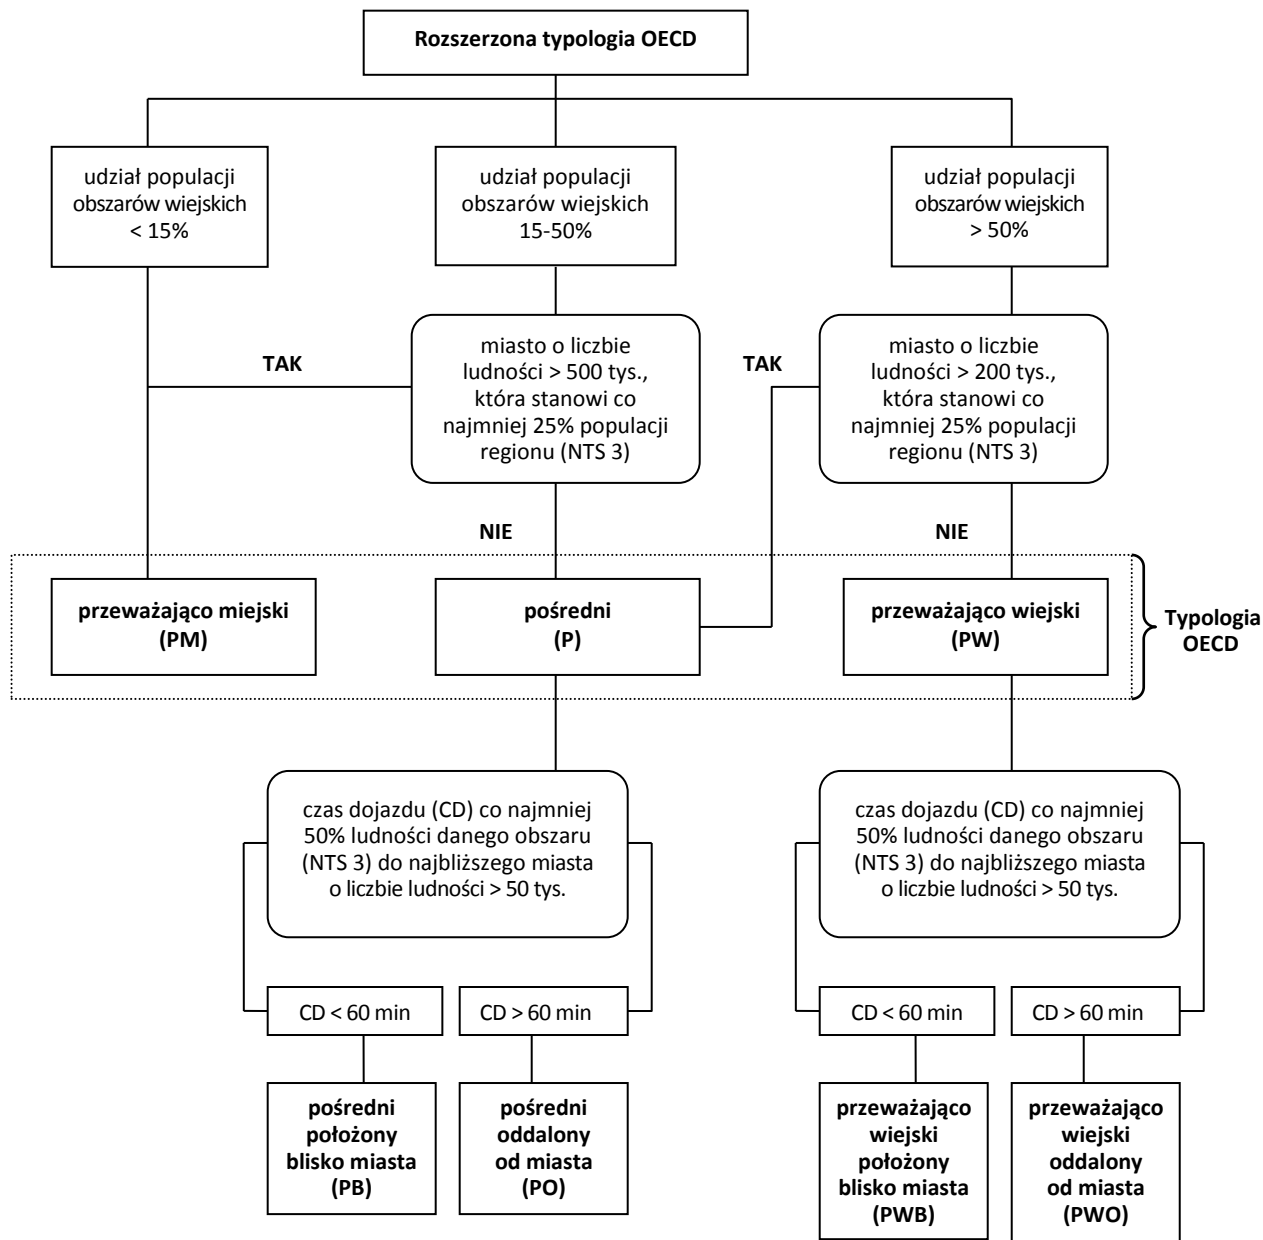 Rozszerzona typologia OECD
udział populacji
obszarów wiejskich
< 15%
udział populacji
obszarów wiejskich
15-50%
udział populacji
obszarów wiejskich
> 50%
TAK
miasto o liczbie
ludności > 500 tys.,
która stanowi co
najmniej 25% populacji
regionu (NTS 3)
TAK
miasto o liczbie
ludności > 200 tys.,
która stanowi co
najmniej 25% populacji
regionu (NTS 3)
NIE
NIE
przeważająco miejski
(PM)
pośredni
(P)
przeważająco wiejski
(PW)
Typologia
OECD
czas dojazdu (CD) co najmniej
50% ludności danego obszaru
(NTS 3) do najbliższego miasta
o liczbie ludności > 50 tys.
czas dojazdu (CD) co najmniej
50% ludności danego obszaru
(NTS 3) do najbliższego miasta
o liczbie ludności > 50 tys.
CD < 60 min
CD > 60 min
CD < 60 min
CD > 60 min
pośredni
położony
blisko miasta
(PB)
pośredni
oddalony
od miasta
(PO)
przeważająco
wiejski
położony
blisko miasta
(PWB)
przeważająco
wiejski
oddalony
od miasta
(PWO)